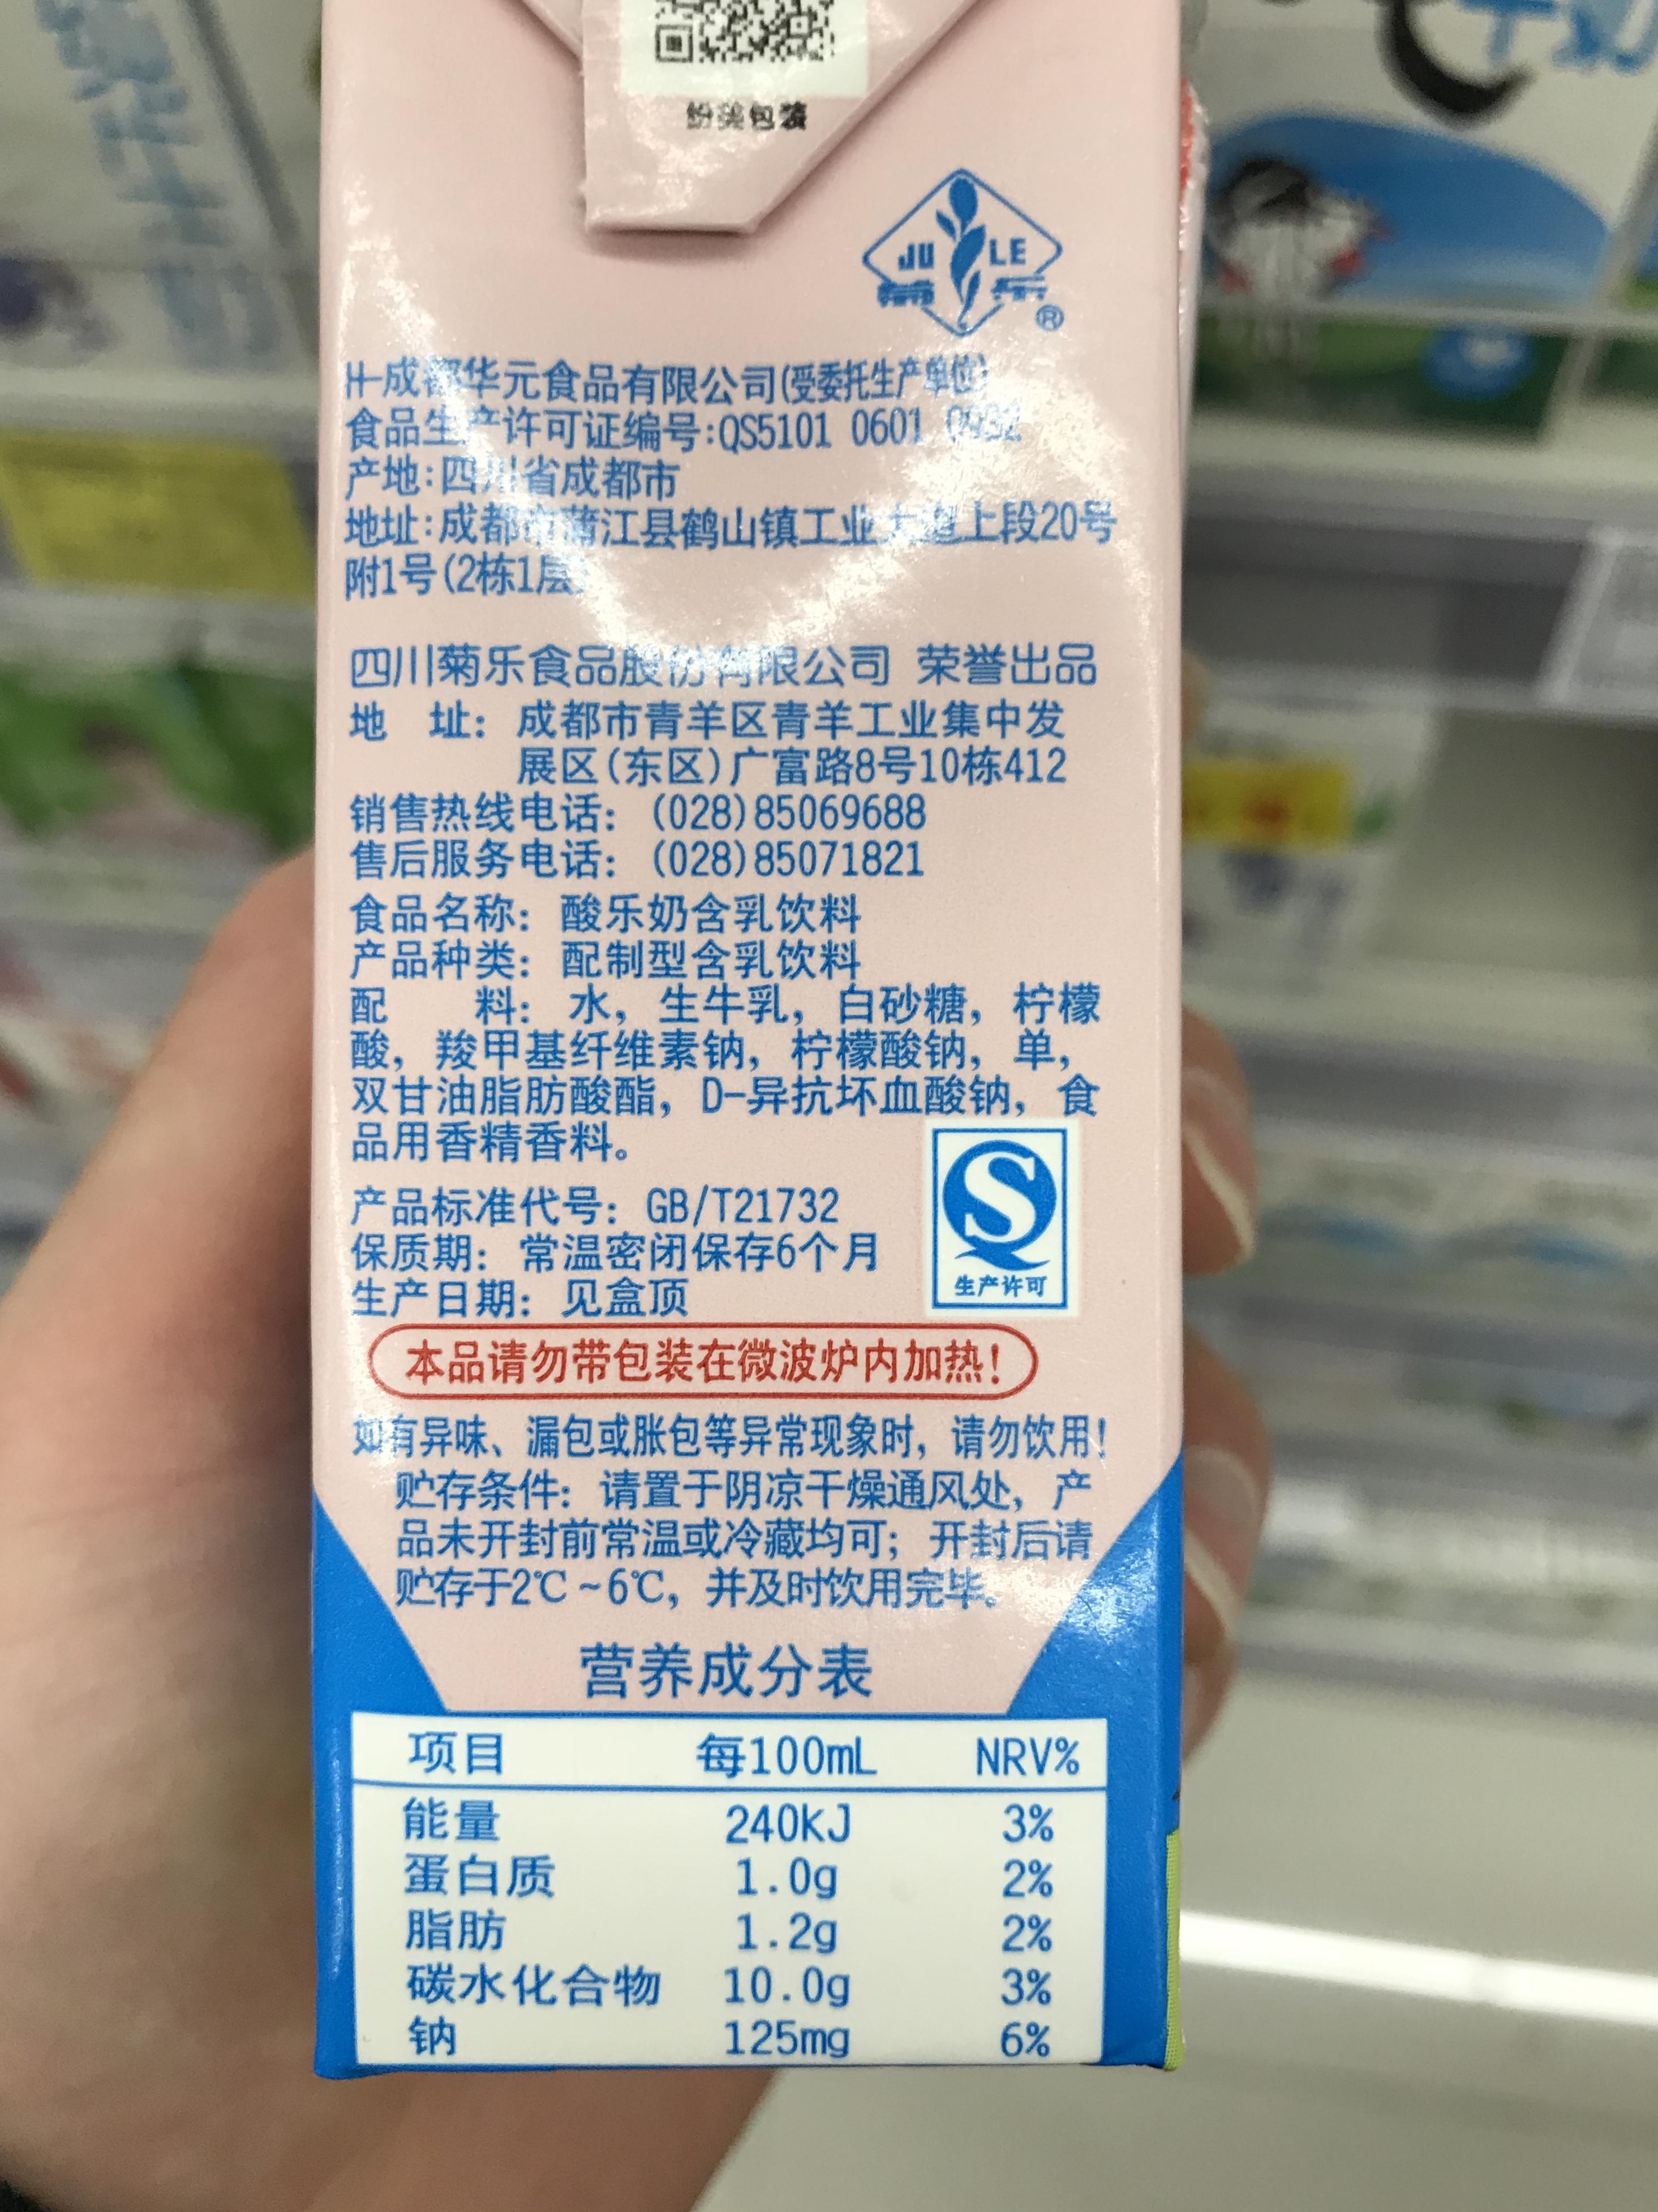 纷美包装
JU LE
®
H-成都华元食品有限公司(受委托生产单位)
食品生产许可证编号:QS5101 0601
产地:四川省成都市
地址:成都市蒲江县鹤山镇工业大道上段20号
附1号(2栋1层)
四川菊乐食品股份有限公司 荣誉出品
地 址: 成都市青羊区青羊工业集中发
展区(东区)广富路8号10栋412
销售热线电话: (028)85069688
售后服务电话: (028)85071821
食品名称: 酸乐奶含乳饮料
产品种类: 配制型含乳饮料
配 料: 水, 生牛乳, 白砂糖, 柠檬
酸, 羧甲基纤维素钠, 柠檬酸钠, 单,
双甘油脂肪酸酯, D-异抗坏血酸钠, 食
品用香精香料。
产品标准代号: GB/T21732
保质期: 常温密闭保存6个月
生产日期: 见盒顶
生产许可
本品请勿带包装在微波炉内加热!
如有异味、漏包或胀包等异常现象时, 请勿饮用!
贮存条件: 请置于阴凉干燥通风处, 产
品未开封前常温或冷藏均可; 开封后请
贮存于2℃~6℃, 并及时饮用完毕。
营养成分表
项目 每100mL NRV%
能量 240kJ 3%
蛋白质 1.0g 2%
脂肪 1.2g 2%
碳水化合物 10.0g 3%
钠 125mg 6%